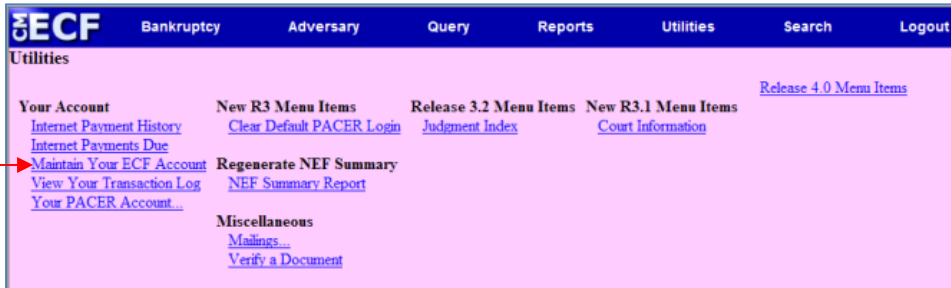 CM ECF Bankruptcy Adversary Query Reports Utilities Search Logout
Utilities
Release 4.0 Menu Items
Your Account
Internet Payment History
Internet Payments Due
Maintain Your ECF Account
View Your Transaction Log
Your PACER Account...
New R3 Menu Items
Clear Default PACER Login
Regenerate NEF Summary
NEF Summary Report
Miscellaneous
Mailings...
Verify a Document
Release 3.2 Menu Items
Judgment Index
New R3.1 Menu Items
Court Information